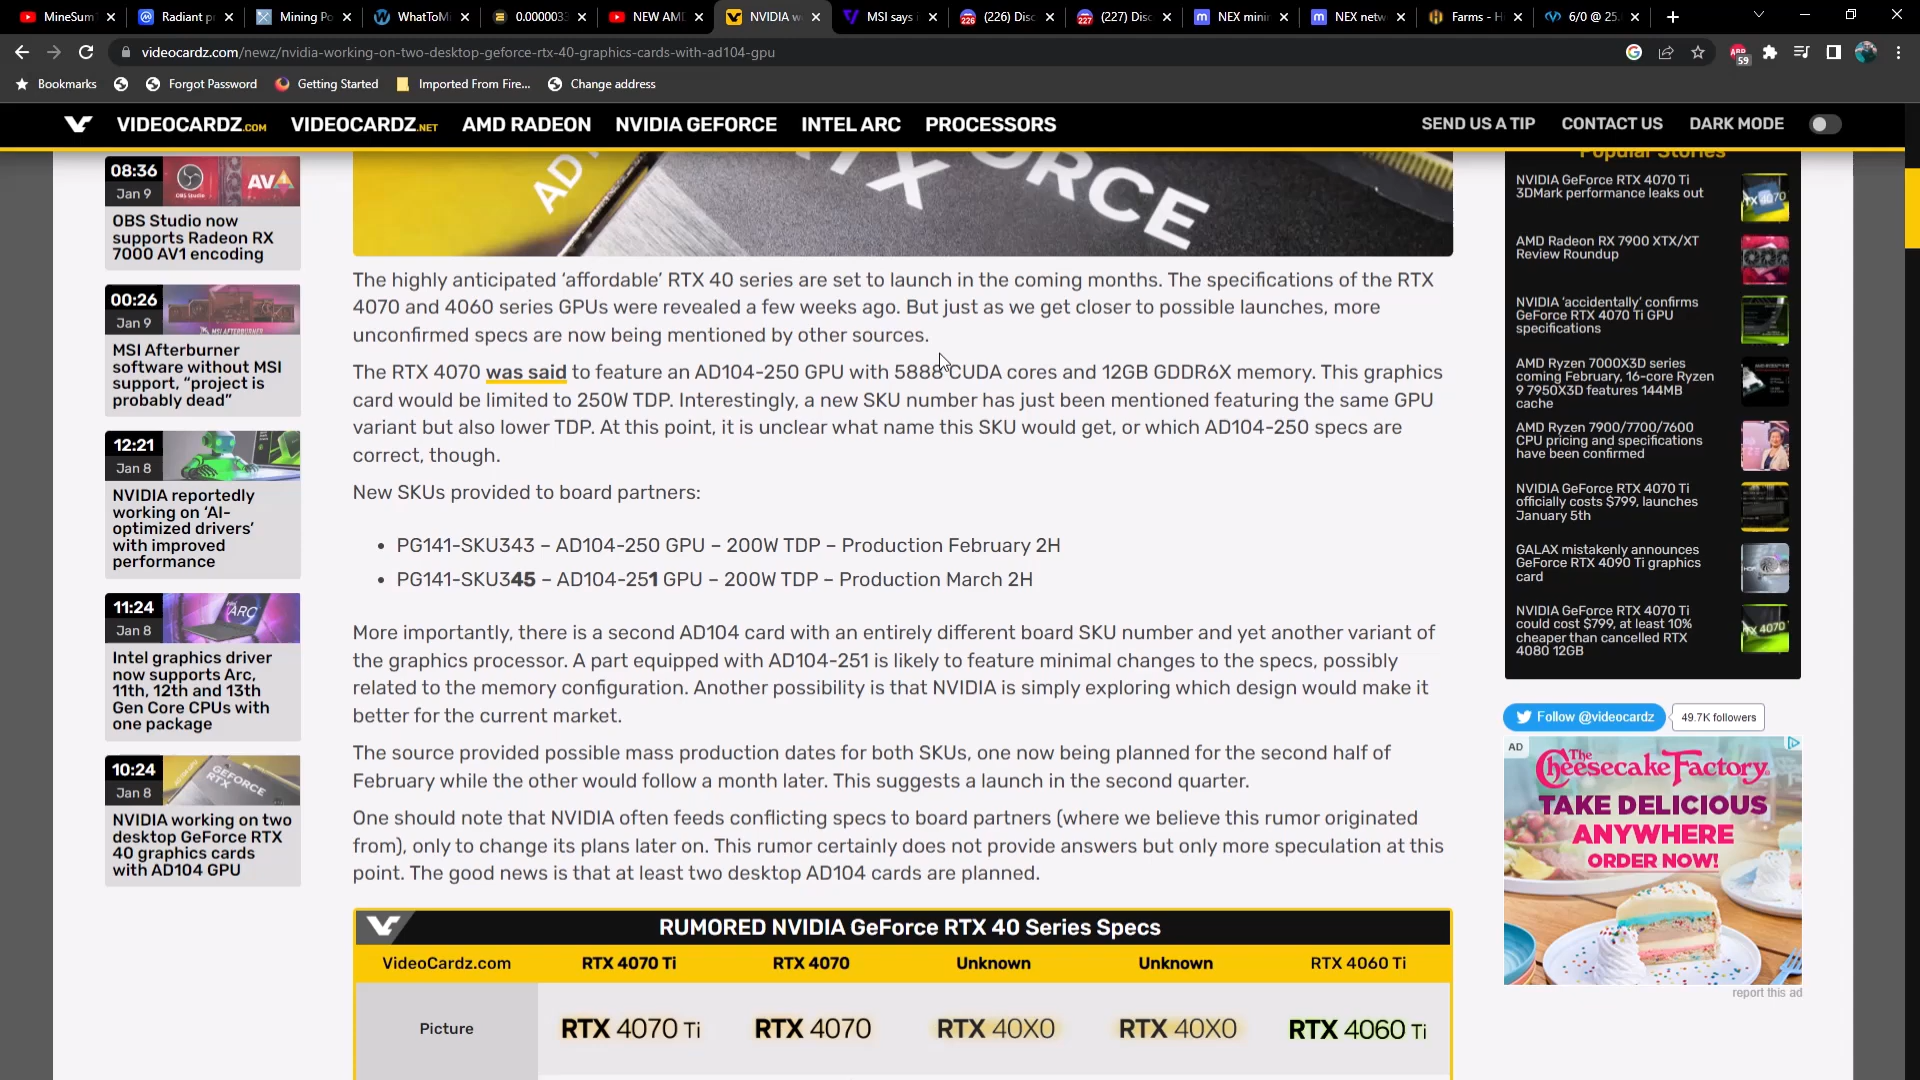 MineSum
Radiant p
Mining Po
WhatToMi
0.0000033
NEW AMD
NVIDIA w
MSI says i
(226) Disc
(227) Disc
NEX mini
NEX netw
Farms - H
6/0 @ 25.
videocardz.com/newz/nvidia-working-on-two-desktop-geforce-rtx-40-graphics-cards-with-ad104-gpu
59
Bookmarks
Forgot Password
Getting Started
Imported From Fire...
Change address
VIDEOCARDZ.COM
VIDEOCARDZ.NET
AMD RADEON
NVIDIA GEFORCE
INTEL ARC
PROCESSORS
SEND US A TIP
CONTACT US
DARK MODE
08:36
Jan 9
OBS Studio now
supports Radeon RX
7000 AV1 encoding
00:26
Jan 9
MSI Afterburner
software without MSI
support, “project is
probably dead”
12:21
Jan 8
NVIDIA reportedly
working on ‘AI-
optimized drivers’
with improved
performance
11:24
Jan 8
Intel graphics driver
now supports Arc,
11th, 12th and 13th
Gen Core CPUs with
one package
10:24
Jan 8
NVIDIA working on two
desktop GeForce RTX
40 graphics cards
with AD104 GPU
The highly anticipated ‘affordable’ RTX 40 series are set to launch in the coming months. The specifications of the RTX
4070 and 4060 series GPUs were revealed a few weeks ago. But just as we get closer to possible launches, more
unconfirmed specs are now being mentioned by other sources.
The RTX 4070 was said to feature an AD104-250 GPU with 5888 CUDA cores and 12GB GDDR6X memory. This graphics
card would be limited to 250W TDP. Interestingly, a new SKU number has just been mentioned featuring the same GPU
variant but also lower TDP. At this point, it is unclear what name this SKU would get, or which AD104-250 specs are
correct, though.
New SKUs provided to board partners:
• PG141-SKU343 – AD104-250 GPU – 200W TDP – Production February 2H
• PG141-SKU345 – AD104-251 GPU – 200W TDP – Production March 2H
More importantly, there is a second AD104 card with an entirely different board SKU number and yet another variant of
the graphics processor. A part equipped with AD104-251 is likely to feature minimal changes to the specs, possibly
related to the memory configuration. Another possibility is that NVIDIA is simply exploring which design would make it
better for the current market.
The source provided possible mass production dates for both SKUs, one now being planned for the second half of
February while the other would follow a month later. This suggests a launch in the second quarter.
One should note that NVIDIA often feeds conflicting specs to board partners (where we believe this rumor originated
from), only to change its plans later on. This rumor certainly does not provide answers but only more speculation at this
point. The good news is that at least two desktop AD104 cards are planned.
RUMORED NVIDIA GeForce RTX 40 Series Specs
VideoCardz.com
RTX 4070 Ti
RTX 4070
Unknown
Unknown
RTX 4060 Ti
Picture
RTX 4070 Ti
RTX 4070
RTX 40X0
RTX 40X0
RTX 4060 Ti
Popular Stories
NVIDIA GeForce RTX 4070 Ti
3DMark performance leaks out
AMD Radeon RX 7900 XTX/XT
Review Roundup
NVIDIA ‘accidentally’ confirms
GeForce RTX 4070 Ti GPU
specifications
AMD Ryzen 7000X3D series
coming February, 16-core Ryzen
9 7950X3D features 144MB
cache
AMD Ryzen 7900/7700/7600
CPU pricing and specifications
have been confirmed
NVIDIA GeForce RTX 4070 Ti
officially costs $799, launches
January 5th
GALAX mistakenly announces
GeForce RTX 4090 Ti graphics
card
NVIDIA GeForce RTX 4070 Ti
could cost $799, at least 10%
cheaper than cancelled RTX
4080 12GB
Follow @videocardz
49.7K followers
AD
The
Cheesecake Factory
TAKE DELICIOUS
ANYWHERE
ORDER NOW!
report this ad